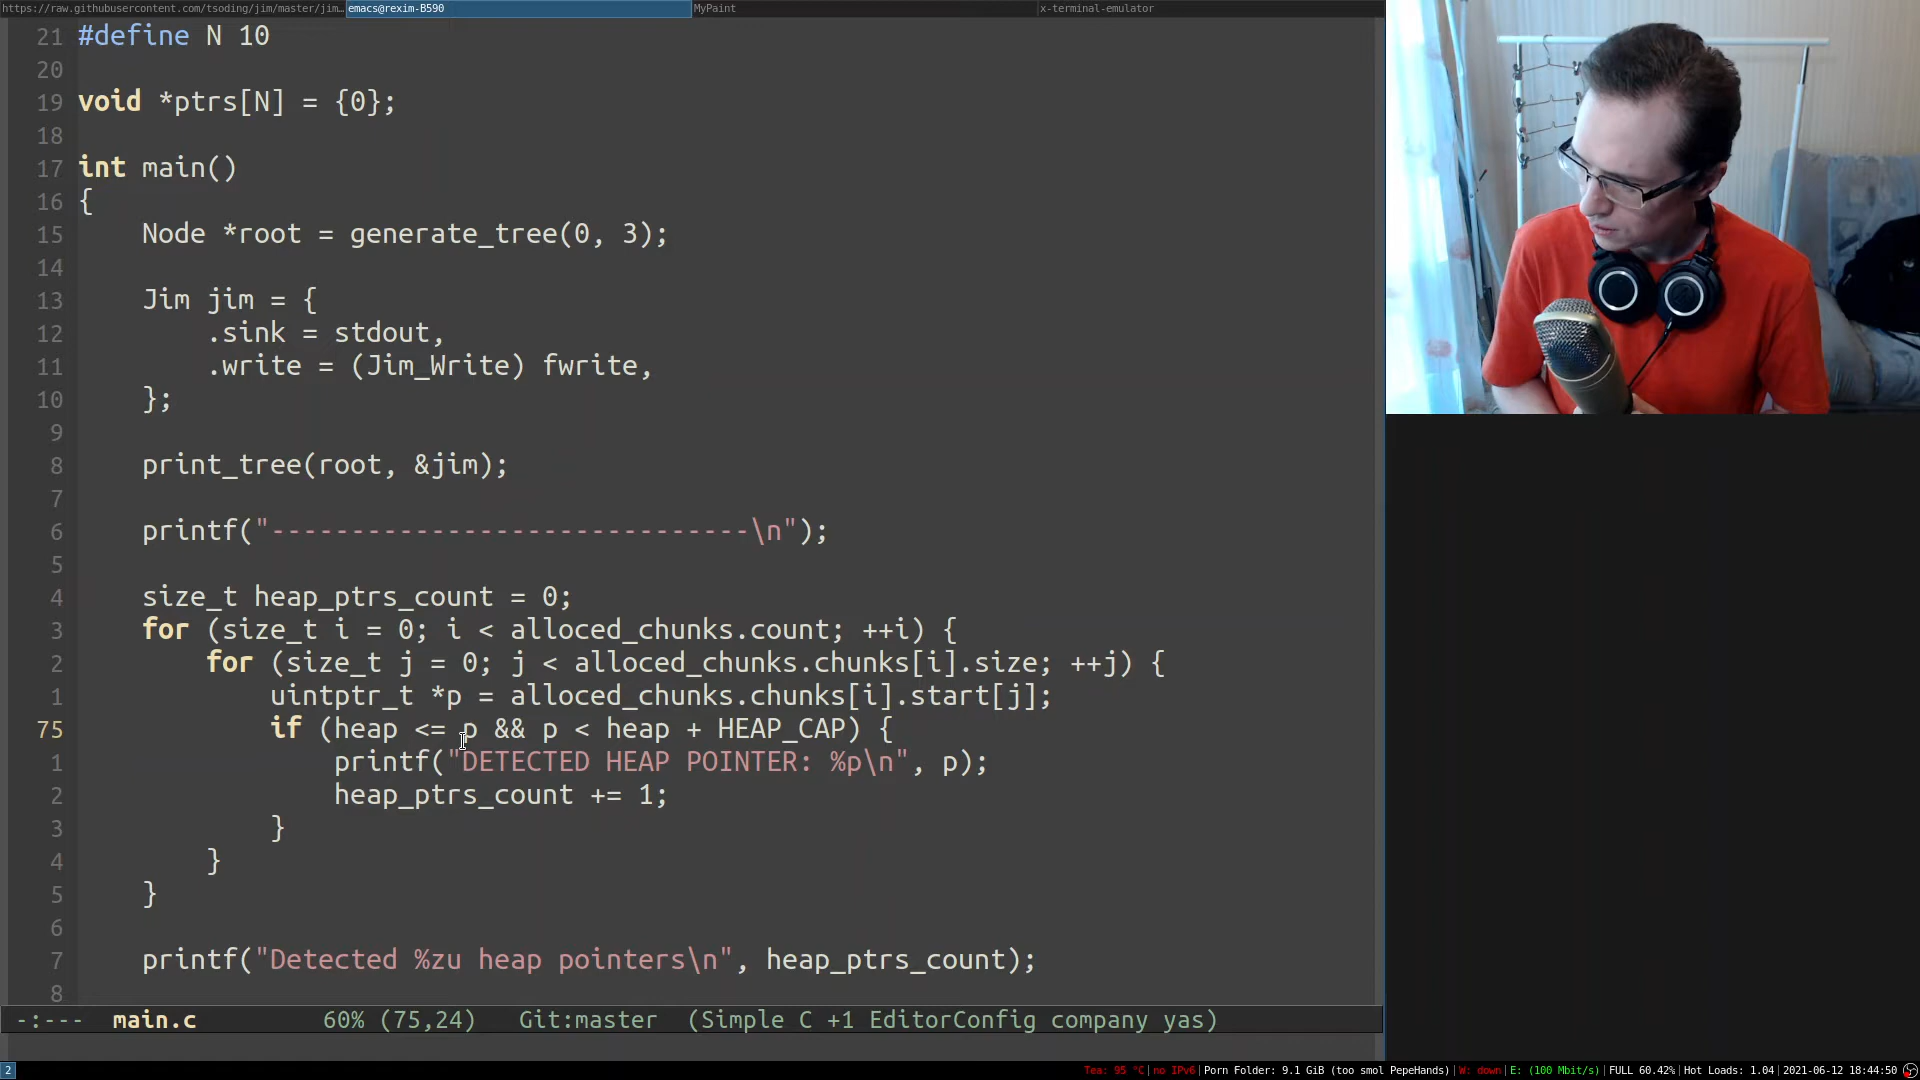 https://raw.githubusercontent.com/tsoding/jim/master/jim... emacs@rexim-B590 MyPaint x-terminal-emulator
21 #define N 10
20
19 void *ptrs[N] = {0};
18
17 int main()
16 {
15 Node *root = generate_tree(0, 3);
14
13 Jim jim = {
12 .sink = stdout,
11 .write = (Jim_Write) fwrite,
10 };
9
8 print_tree(root, &jim);
7
6 printf("------------------------------\n");
5
4 size_t heap_ptrs_count = 0;
3 for (size_t i = 0; i < alloced_chunks.count; ++i) {
2 for (size_t j = 0; j < alloced_chunks.chunks[i].size; ++j) {
1 uintptr_t *p = alloced_chunks.chunks[i].start[j];
75 if (heap <= p && p < heap + HEAP_CAP) {
1 printf("DETECTED HEAP POINTER: %p\n", p);
2 heap_ptrs_count += 1;
3 }
4 }
5 }
6
7 printf("Detected %zu heap pointers\n", heap_ptrs_count);
8
-:--- main.c 60% (75,24) Git:master (Simple C +1 EditorConfig company yas)
2 Tea: 95 °C|no IPv6|Porn Folder: 9.1 GiB (too smol PepeHands)|W: down|E: (100 Mbit/s)|FULL 60.42%|Hot Loads: 1.04|2021-06-12 18:44:50